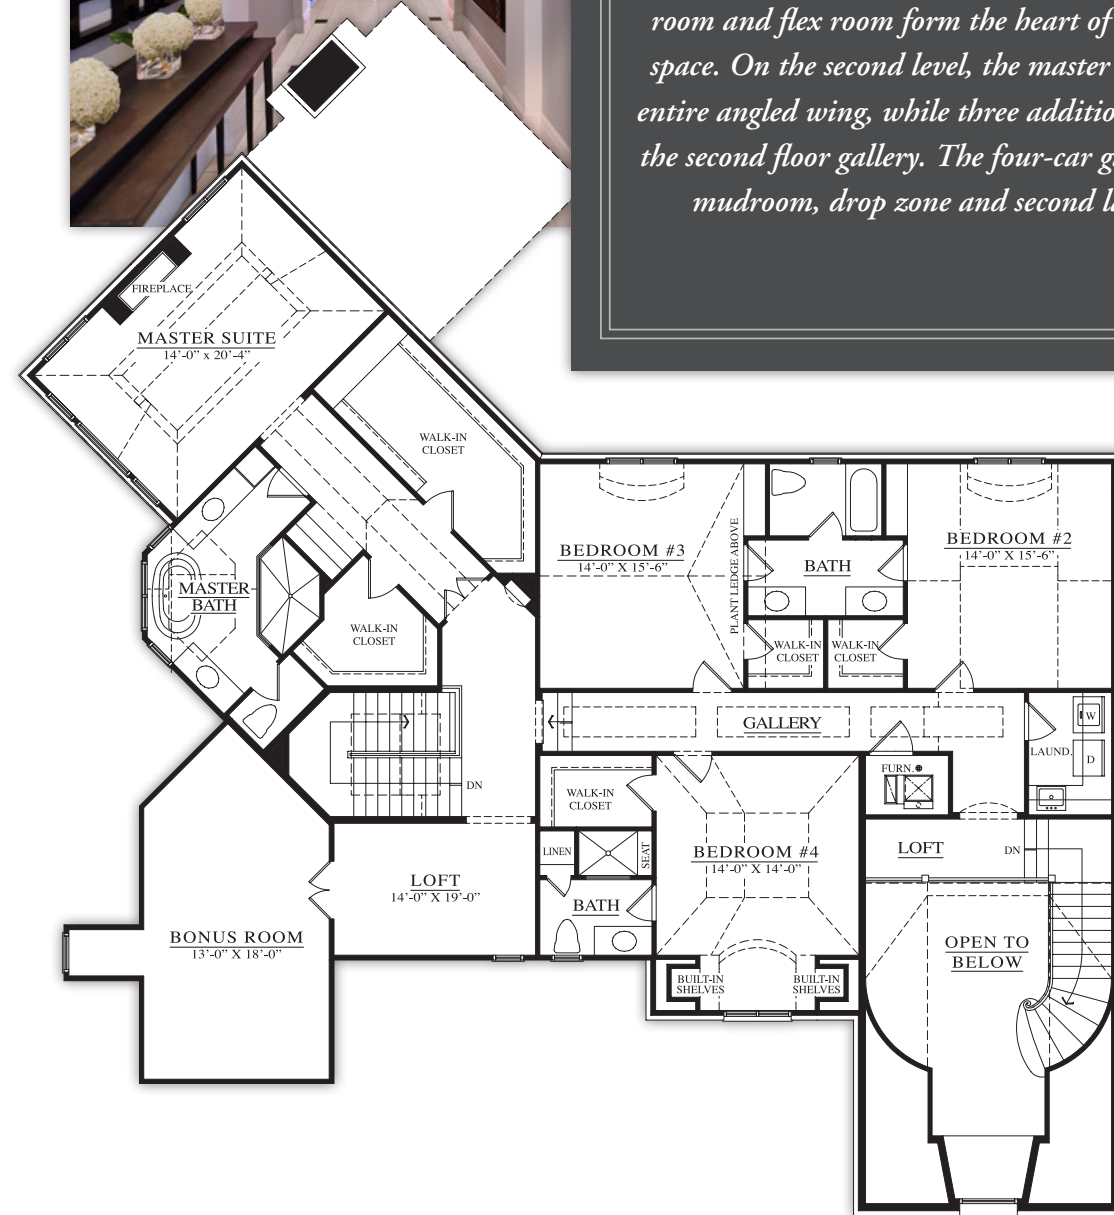 room and flex room form the heart of
space. On the second level, the master
entire angled wing, while three additio
the second floor gallery. The four-car g
mudroom, drop zone and second l
FIREPLACE
MASTER SUITE
14'-0" x 20'-4"
WALK-IN
CLOSET
BEDROOM #3
14'-0" X 15'-6"
PLANT LEDGE ABOVE
BATH
BEDROOM #2
14'-0" X 15'-6"
MASTER
BATH
WALK-IN
CLOSET
WALK-IN
CLOSET
WALK-IN
CLOSET
GALLERY
W
D
LAUND.
FURN.
DN
WALK-IN
CLOSET
LINEN
SEAT
BEDROOM #4
14'-0" X 14'-0"
LOFT
DN
LOFT
14'-0" X 19'-0"
BATH
BONUS ROOM
13'-0" X 18'-0"
OPEN TO
BELOW
BUILT-IN
SHELVES
BUILT-IN
SHELVES